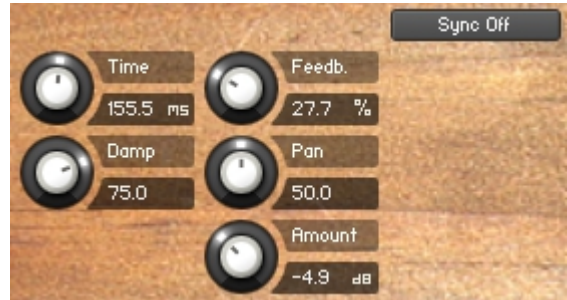 Sync Off
Time
Feedb.
155.5 ms
27.7 %
Damp
Pan
75.0
50.0
Amount
-4.9 dB